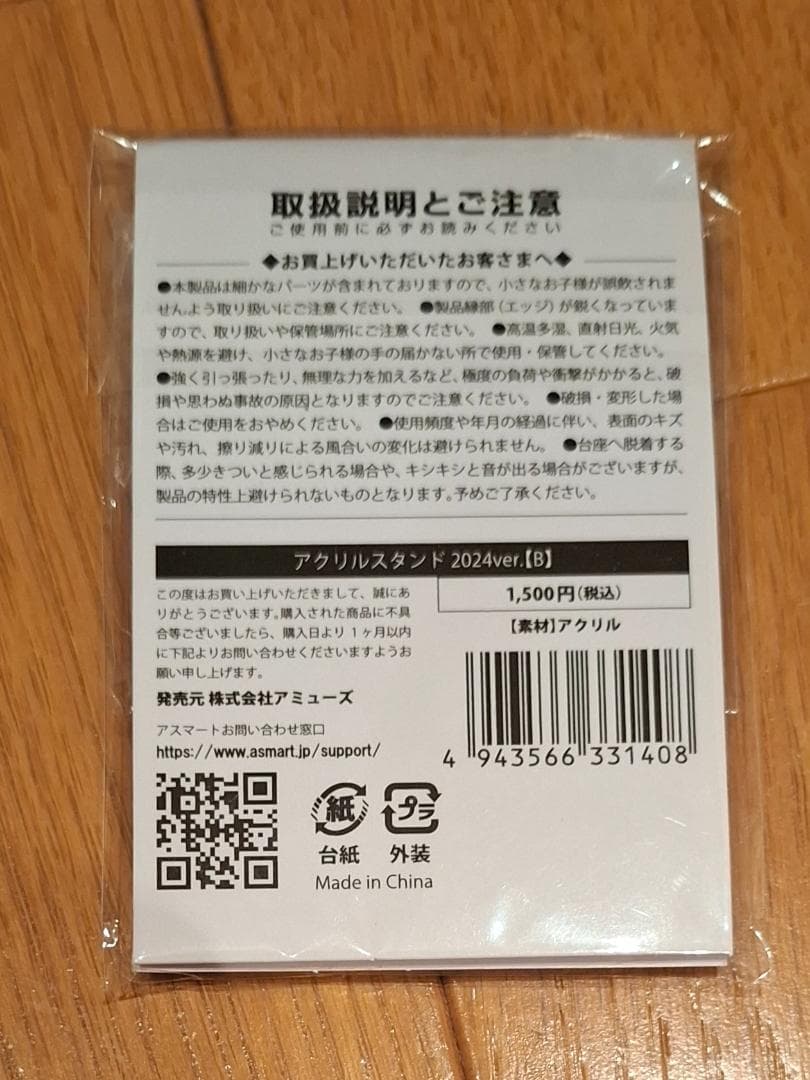 取扱説明とご注意
ご使用前に必ずお読みください
◆お買上げいただいたお客さまへ◆
●本製品は細かなパーツが含まれておりますので、小さなお子様が誤飲されま
せんよう取り扱いにご注意ください。 ●製品縁部（エッジ）が鋭くなっていま
すので、取り扱いや保管場所にご注意ください。 ●高温多湿、直射日光、火気
や熱源を避け、小さなお子様の手の届かない所で使用・保管してください。
●強く引っ張ったり、無理な力を加えるなど、極度の負荷や衝撃がかかると、破
損や思わぬ事故の原因となりますのでご注意ください。 ●破損・変形した場
合はご使用をおやめください。 ●使用頻度や年月の経過に伴い、表面のキズ
や汚れ、擦り減りによる風合いの変化は避けられません。 ●台座へ脱着する
際、多少きついと感じられる場合や、キシキシと音が出る場合がございますが、
製品の特性上避けられないものとなります。予めご了承ください。
アクリルスタンド 2024ver.【B】
この度はお買い上げいただきまして、誠にあ
りがとうございます。購入された商品に不具
合等ございましたら、購入日より1ヶ月以内
に下記よりお問い合わせくださいますようお
願い申し上げます。
発売元 株式会社アミューズ
アスマートお問い合わせ窓口
https://www.asmart.jp/support/
1,500円（税込）
【素材】アクリル
4 943566 331408
紙
プラ
台紙 外装
Made in China